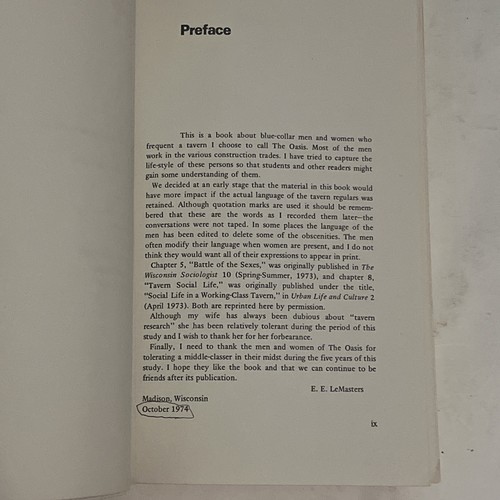 Preface
This is a book about blue-collar men and women who
frequent a tavern I choose to call The Oasis. Most of the men
work in the various construction trades. I have tried to capture the
life-style of these persons so that students and other readers might
gain some understanding of them.
We decided at an early stage that the material in this book would
have more impact if the actual language of the tavern regulars was
retained. Although quotation marks are used it should be remem-
bered that these are the words as I recorded them later—the
conversations were not taped. In some places the language of the
men has been edited to delete some of the obscenities. The men
often modify their language when women are present, and I do not
think they would want all of their expressions to appear in print.
Chapter 5, "Battle of the Sexes," was originally published in The
Wisconsin Sociologist 10 (Spring-Summer, 1973), and chapter 8,
"Tavern Social Life," was originally published under the title,
"Social Life in a Working-Class Tavern," in Urban Life and Culture 2
(April 1973). Both are reprinted here by permission.
Although my wife has always been dubious about "tavern
research" she has been relatively tolerant during the period of this
study and I wish to thank her for her forbearance.
Finally, I need to thank the men and women of The Oasis for
tolerating a middle-classer in their midst during the five years of this
study. I hope they like the book and that we can continue to be
friends after its publication.
E. E. LeMasters
Madison, Wisconsin
October 1974
ix